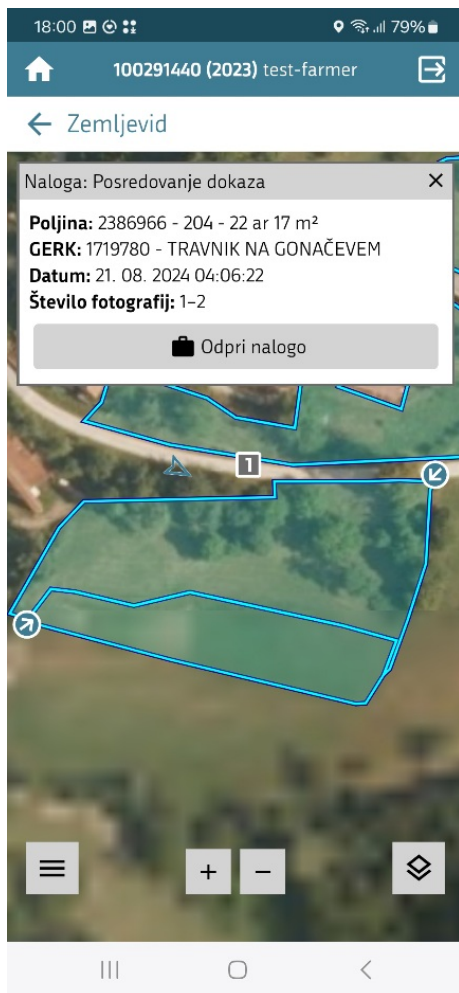 18:00 79%
100291440 (2023) test-farmer
Zemljevid
Naloga: Posredovanje dokaza
Poljina: 2386966 - 204 - 22 ar 17 m²
GERK: 1719780 - TRAVNIK NA GONAČEVEM
Datum: 21. 08. 2024 04:06:22
Število fotografij: 1–2
Odpri nalogo
1